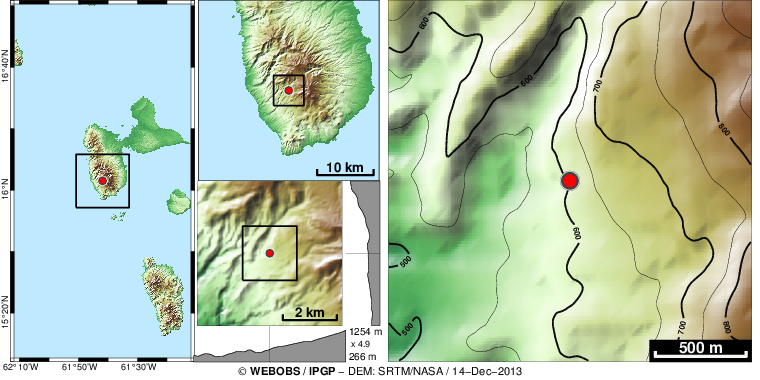 16°40'N
16°N
15°20'N
62°10'W
61°50'W
61°30'W
10 km
2 km
1254 m
x 4.9
266 m
600
600
700
800
600
500
500
700
800
500 m
© WEBOBS / IPGP – DEM: SRTM/NASA / 14–Dec–2013